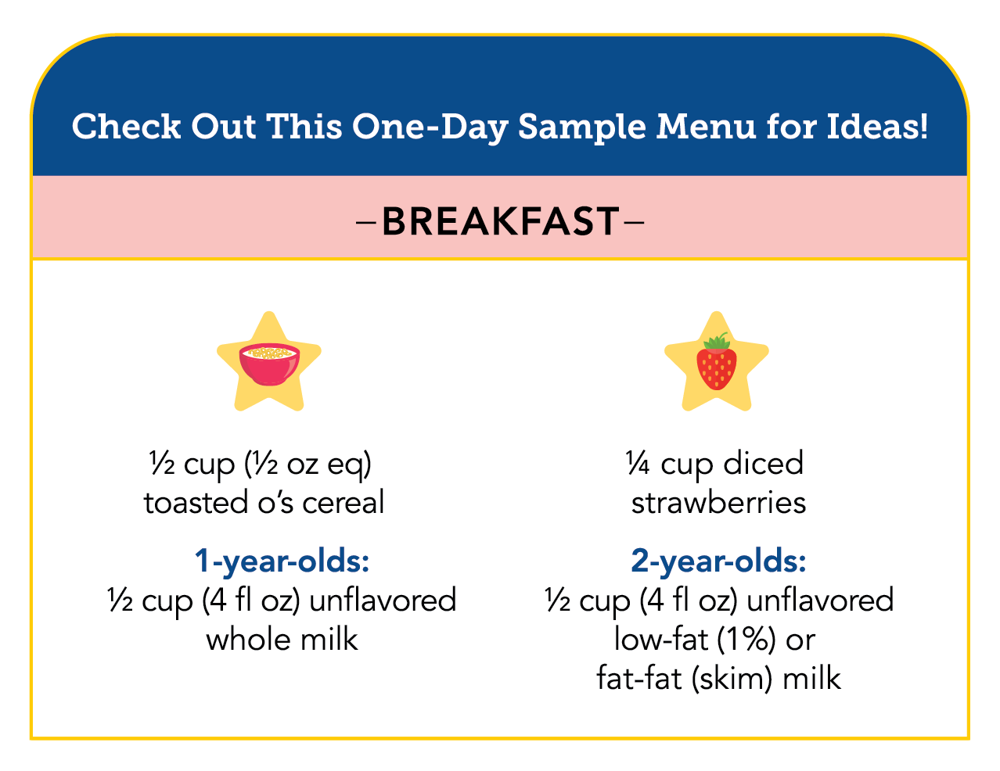 Check Out This One-Day Sample Menu for Ideas!
–BREAKFAST–
½ cup (½ oz eq)
toasted o’s cereal
¼ cup diced
strawberries
1-year-olds:
½ cup (4 fl oz) unflavored
whole milk
2-year-olds:
½ cup (4 fl oz) unflavored
low-fat (1%) or
fat-fat (skim) milk